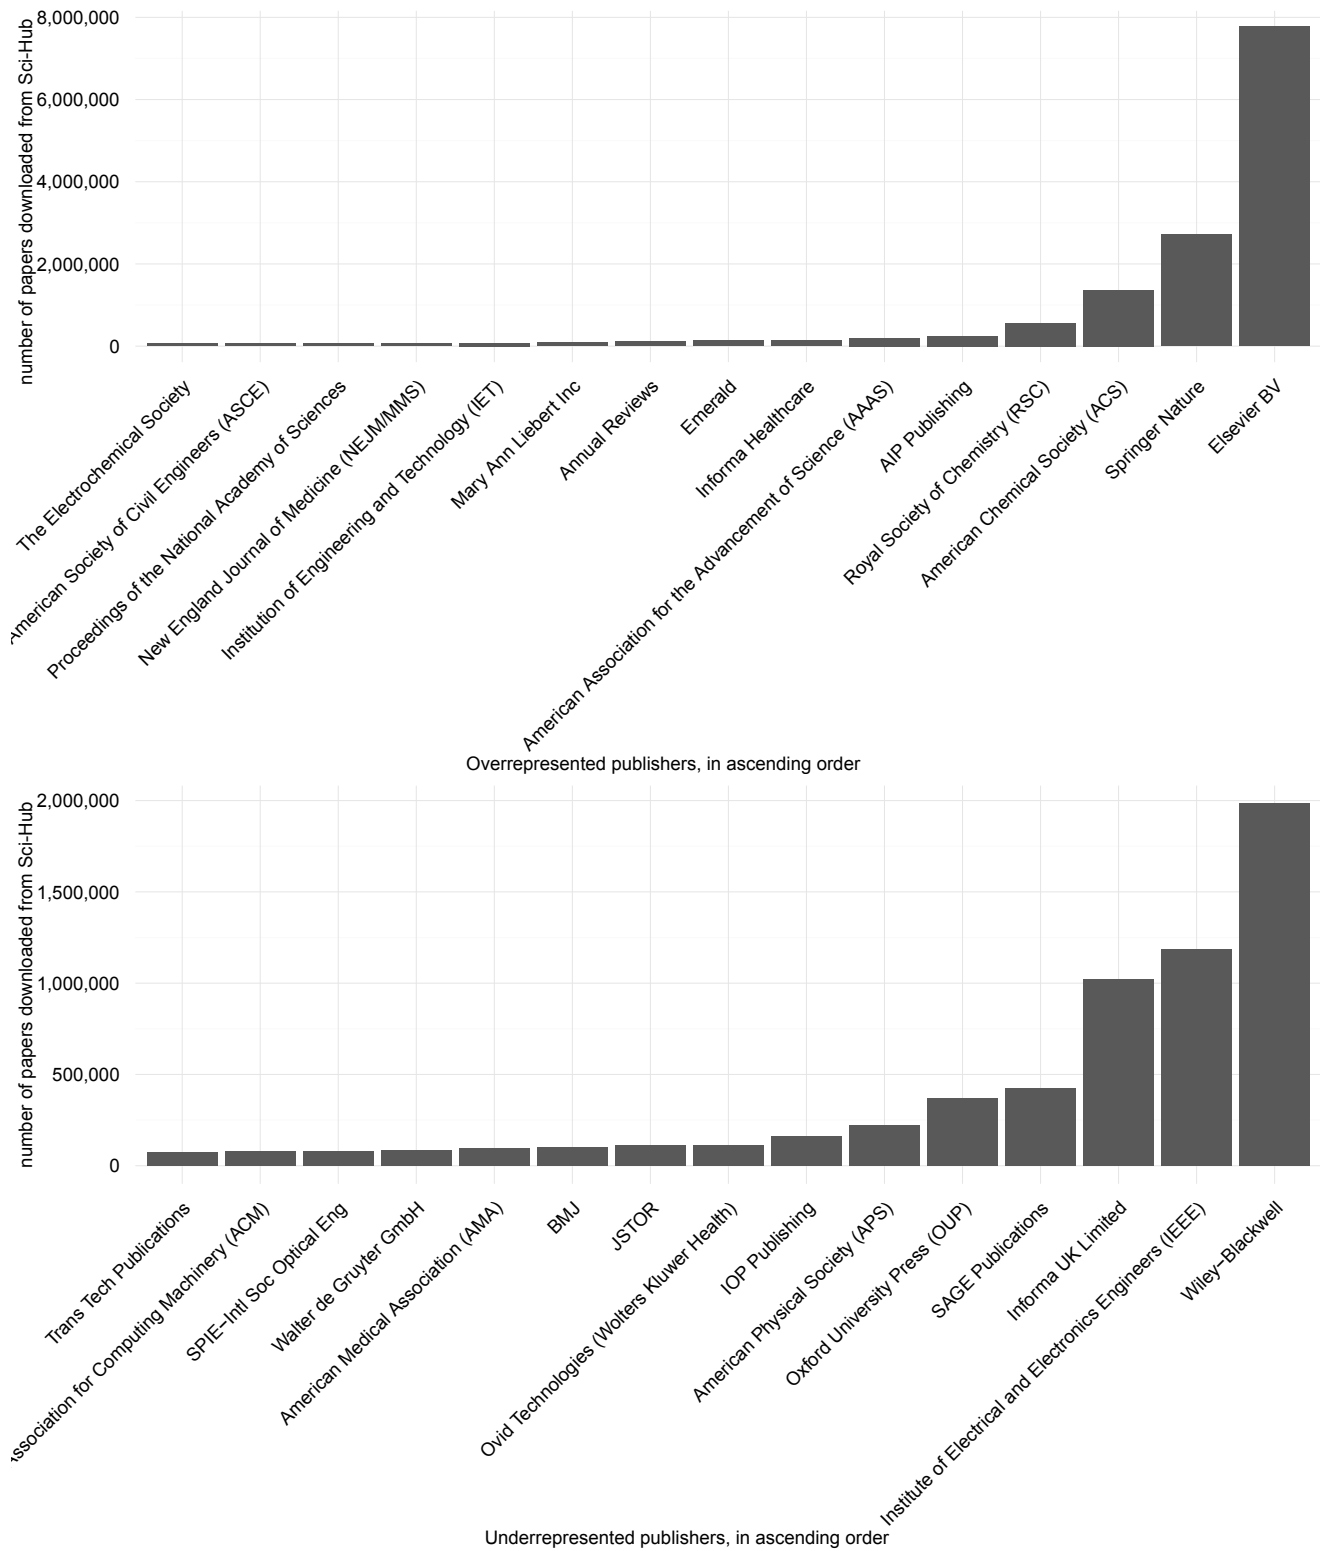 number of papers downloaded from Sci-Hub
8,000,000
6,000,000
4,000,000
2,000,000
0
The Electrochemical Society
American Society of Civil Engineers (ASCE)
Proceedings of the National Academy of Sciences
New England Journal of Medicine (NEJM/MMS)
Institution of Engineering and Technology (IET)
Mary Ann Liebert Inc
Annual Reviews
Emerald
Informa Healthcare
American Association for the Advancement of Science (AAAS)
AIP Publishing
Royal Society of Chemistry (RSC)
American Chemical Society (ACS)
Springer Nature
Elsevier BV
Overrepresented publishers, in ascending order
number of papers downloaded from Sci-Hub
2,000,000
1,500,000
1,000,000
500,000
0
Trans Tech Publications
ssociation for Computing Machinery (ACM)
SPIE−Intl Soc Optical Eng
Walter de Gruyter GmbH
American Medical Association (AMA)
BMJ
JSTOR
Ovid Technologies (Wolters Kluwer Health)
IOP Publishing
American Physical Society (APS)
Oxford University Press (OUP)
SAGE Publications
Informa UK Limited
Institute of Electrical and Electronics Engineers (IEEE)
Wiley−Blackwell
Underrepresented publishers, in ascending order